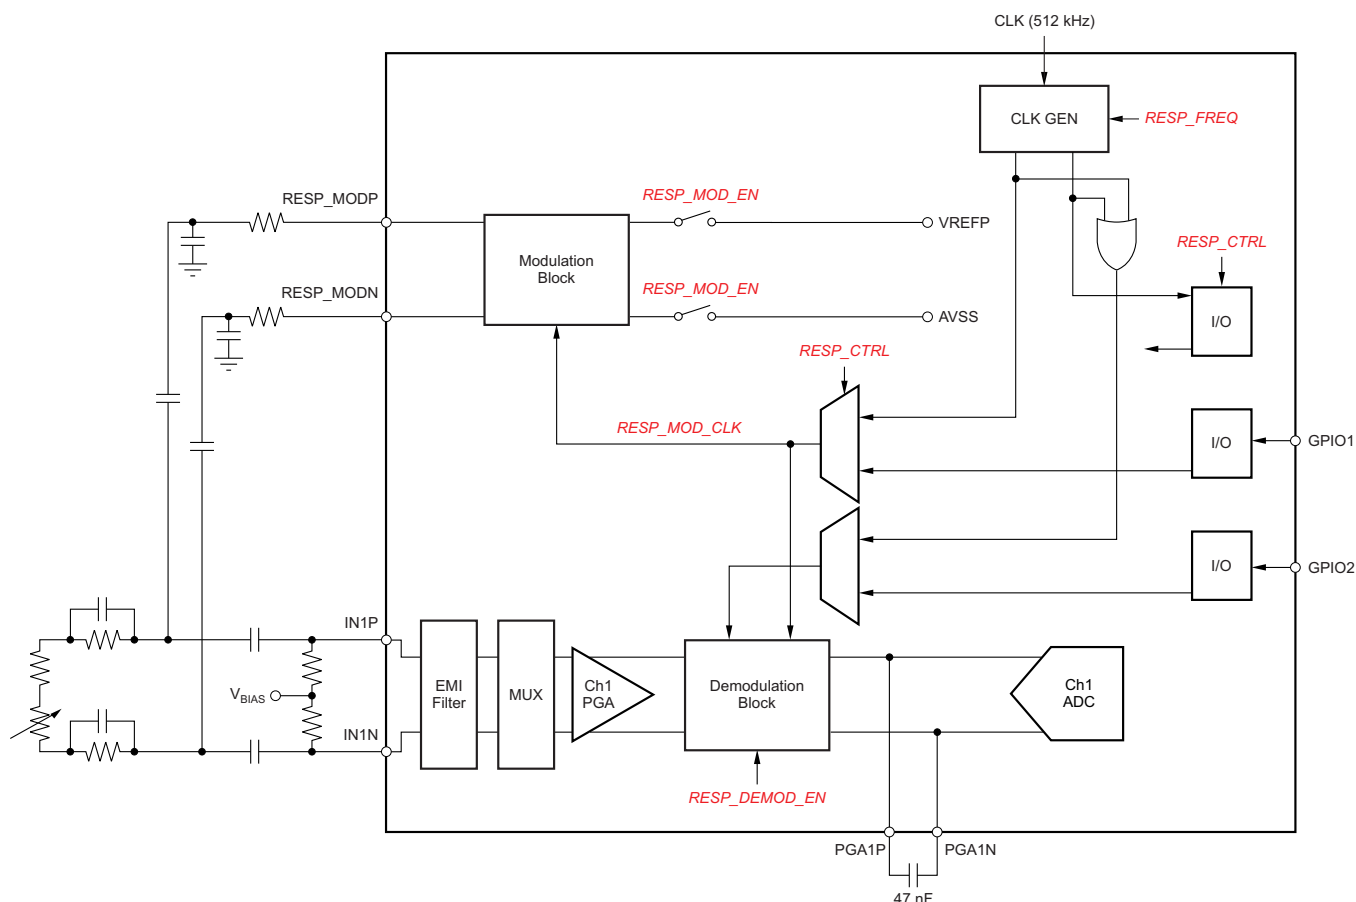 CLK (512 kHz)
CLK GEN
RESP_FREQ
RESP_MODP
RESP_MOD_EN
VREFP
RESP_CTRL
Modulation
Block
RESP_MODN
RESP_MOD_EN
AVSS
I/O
RESP_CTRL
RESP_MOD_CLK
I/O
GPIO1
I/O
GPIO2
IN1P
EMI
Filter
MUX
Ch1
PGA
Demodulation
Block
Ch1
ADC
VBIAS
IN1N
RESP_DEMOD_EN
PGA1P
PGA1N
47 nF